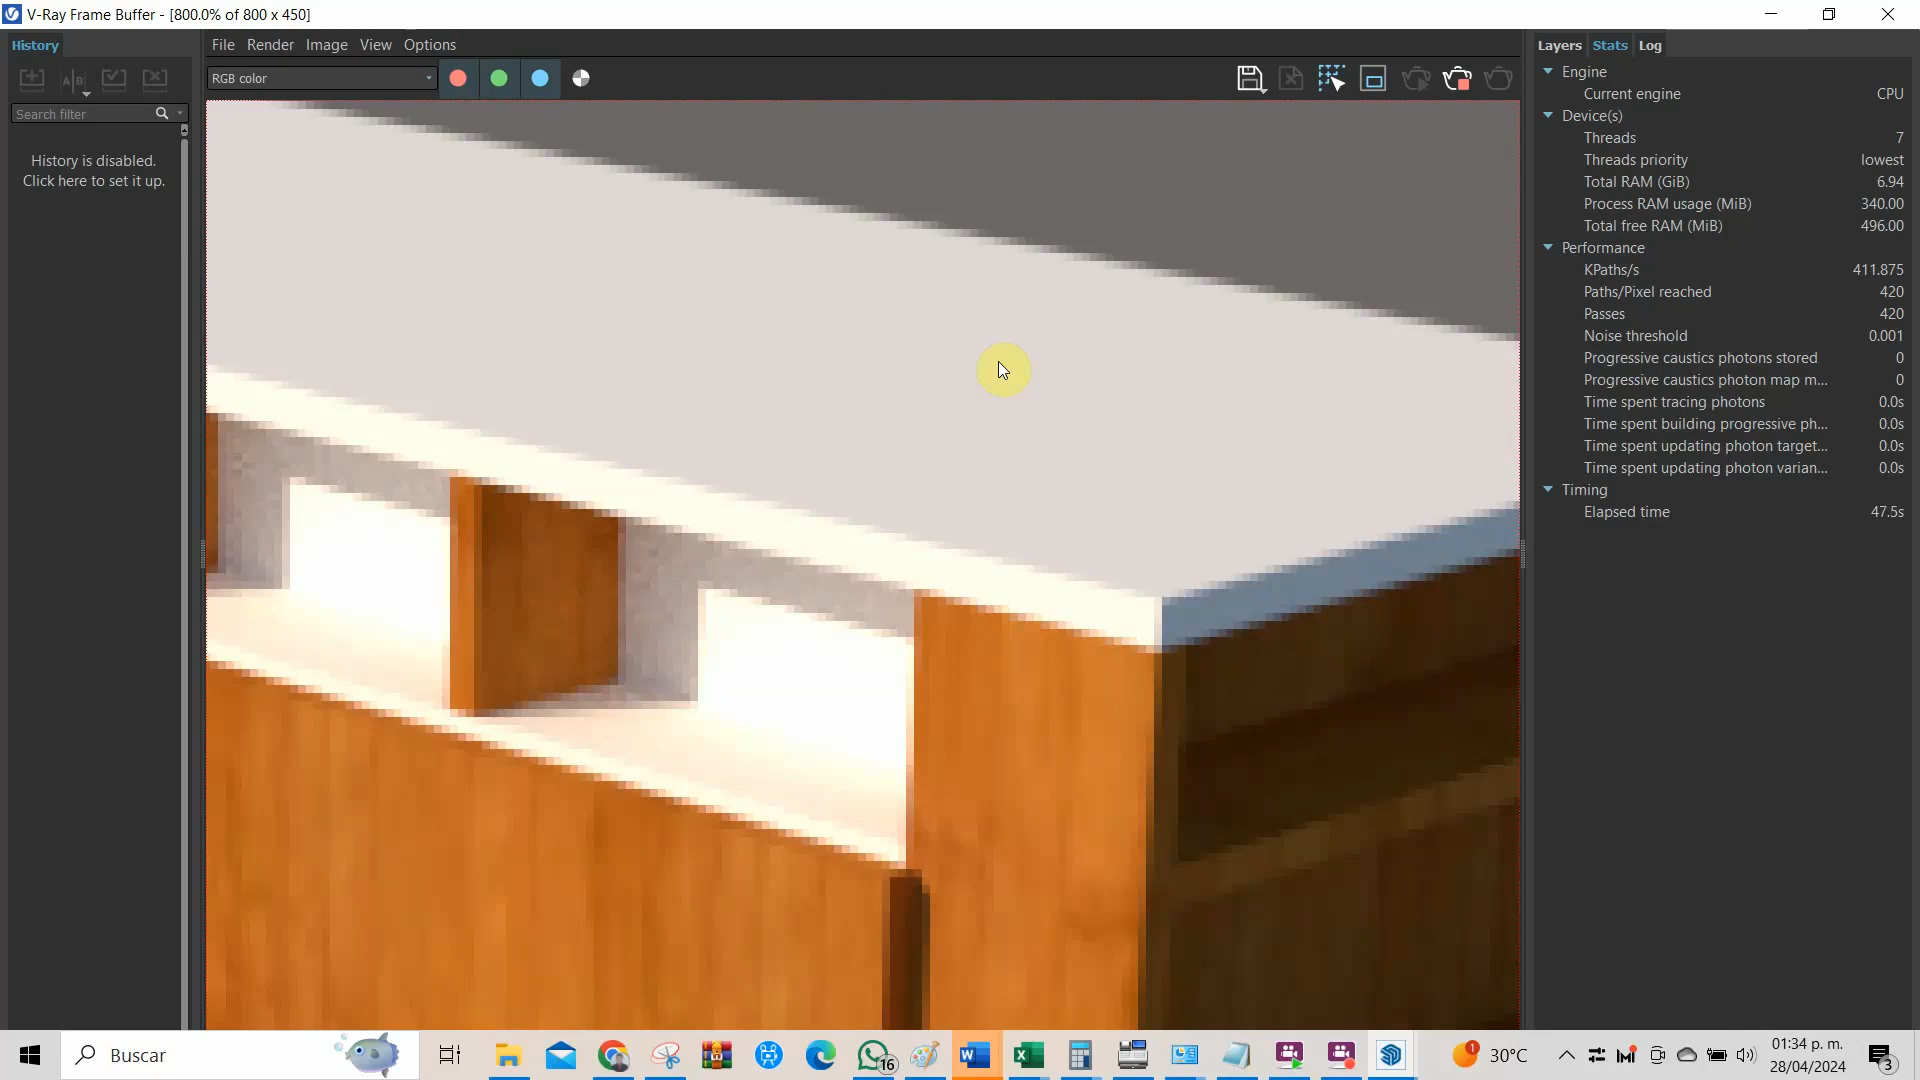 V-Ray Frame Buffer - [800.0% of 800 x 450]
History
File Render Image View Options
Layers Stats Log
RGB color
Search filter
History is disabled.
Click here to set it up.
Engine
Current engine CPU
Device(s)
Threads 7
Threads priority lowest
Total RAM (GiB) 6.94
Process RAM usage (MiB) 340.00
Total free RAM (MiB) 496.00
Performance
KPaths/s 411.875
Paths/Pixel reached 420
Passes 420
Noise threshold 0.001
Progressive caustics photons stored 0
Progressive caustics photon map m... 0
Time spent tracing photons 0.0s
Time spent building progressive ph... 0.0s
Time spent updating photon target... 0.0s
Time spent updating photon varian... 0.0s
Timing
Elapsed time 47.5s
Buscar
16
1
30°C
01:34 p. m.
28/04/2024
3